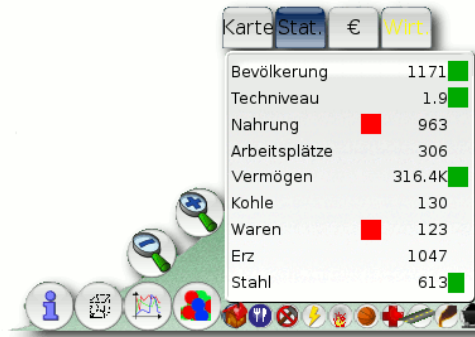 Karte Stat. € Wirt.
Bevölkerung 1171
Techniveau 1.9
Nahrung 963
Arbeitsplätze 306
Vermögen 316.4K
Kohle 130
Waren 123
Erz 1047
Stahl 613